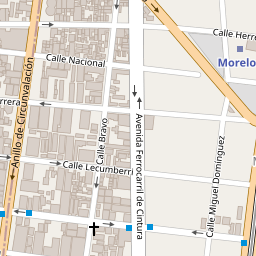 Calle Herre
Calle Nacional
Morelo
rrera
Anillo de Circunvalación
Calle Bravo
Avenida Ferrocarril de Cintura
Calle Lecumberri
Calle Miguel Domínguez